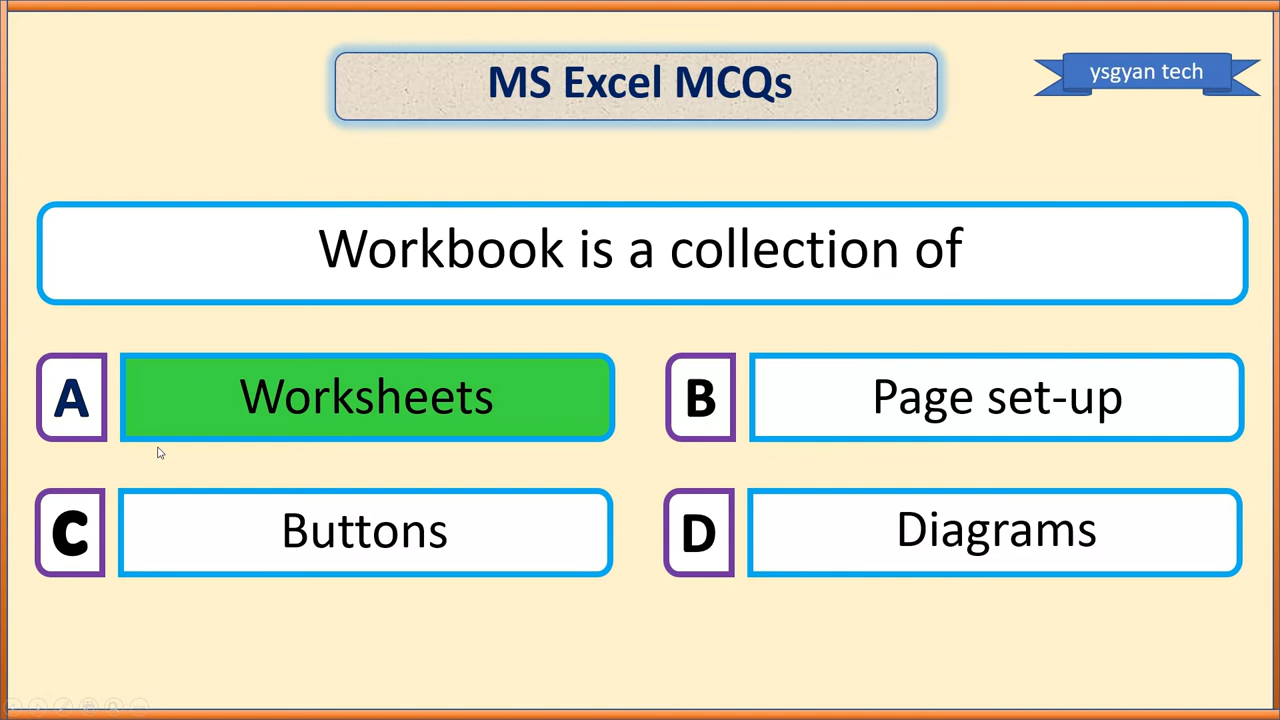 MS Excel MCQs
ysgyan tech
Workbook is a collection of
A Worksheets
B Page set-up
C Buttons
D Diagrams